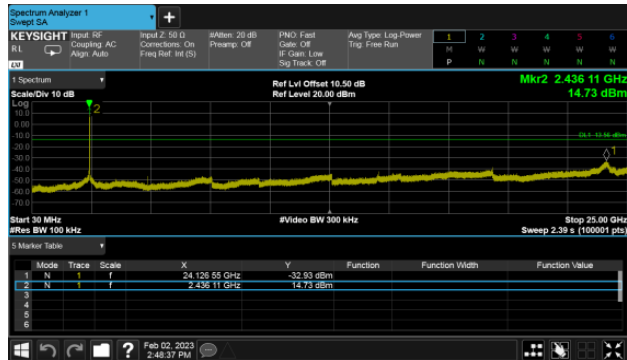 Spectrum Analyzer 1
Swept SA
KEYSIGHT Input: RF Input Z: 50 Ω #Atten: 20 dB PNO: Fast Avg Type: Log-Power 1 2 3 4 5 6
RL Coupling: AC Corrections: On Preamp: Off Gate: Off Trig: Free Run M W W W W W
Align: Auto Freq Ref: Int (S) IF Gain: Low P N N N N N
Sig Track: Off
LXI
1 Spectrum Ref Lvl Offset 10.50 dB Mkr2 2.436 11 GHz
Scale/Div 10 dB Ref Level 20.00 dBm 14.73 dBm
Log
10.0
0.00
-10.0
-20.0
-30.0
-40.0
-50.0
-60.0
-70.0
2
DL1 -13.56 dBm
1
Start 30 MHz #Video BW 300 kHz Stop 25.00 GHz
#Res BW 100 kHz Sweep 2.39 s (100001 pts)
5 Marker Table
Mode Trace Scale X Y Function Function Width Function Value
1 N 1 f 24.126 55 GHz -32.93 dBm
2 N 1 f 2.436 11 GHz 14.73 dBm
3
4
5
6
? Feb 02, 2023
2:48:37 PM